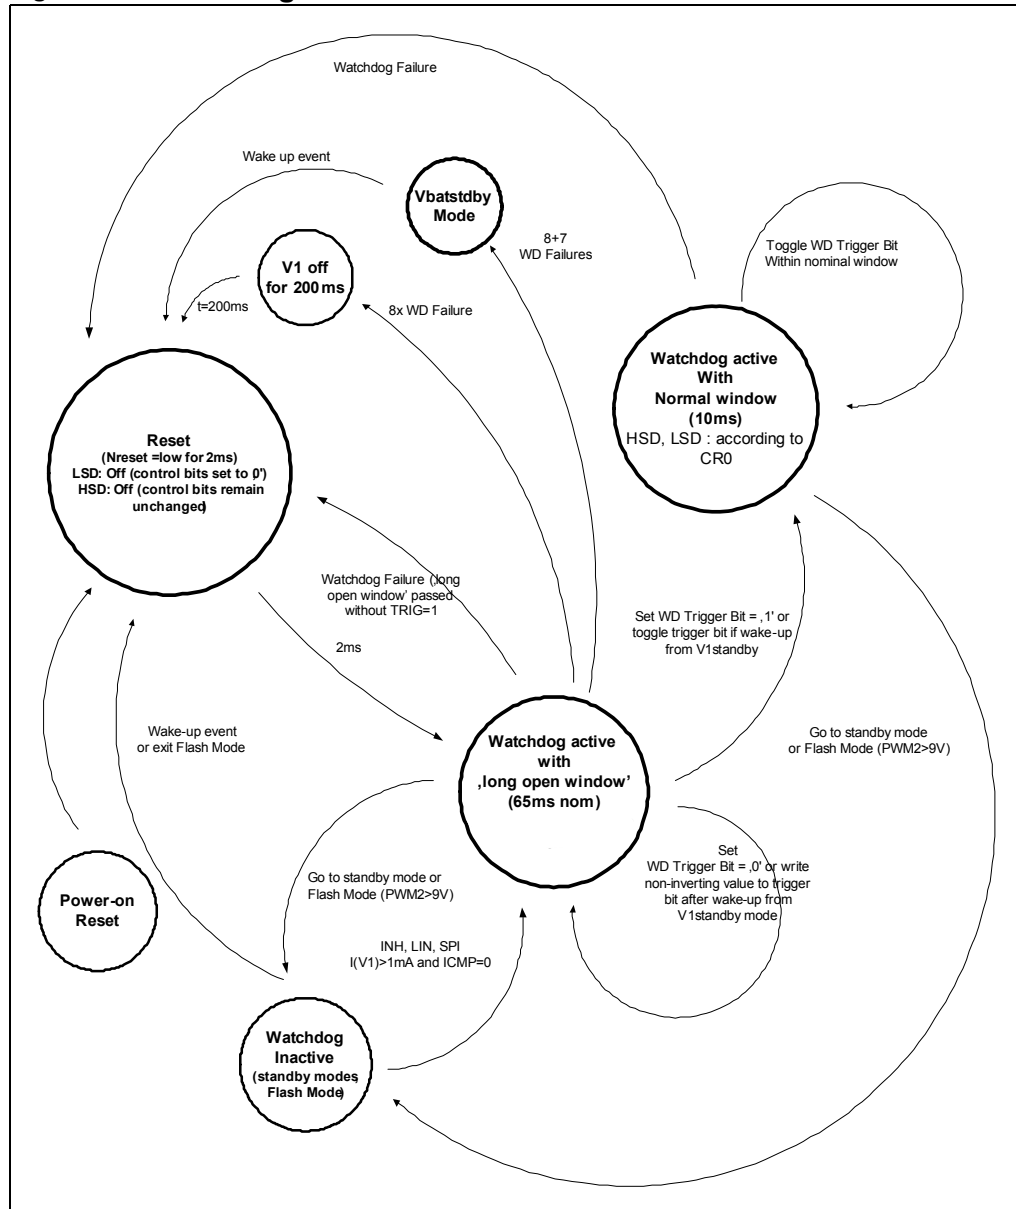 Watchdog Failure
Wake up event
Vbatstdby
Mode
8+7
WD Failures
Toggle WD Trigger Bit
Within nominal window
V1 off
for 200ms
t=200ms
8x WD Failure
Watchdog active
With
Normal window
(10ms)
HSD, LSD : according to
CR0
Reset
(Nreset =low for 2ms)
LSD: Off (control bits set to ‚0')
HSD: Off (control bits remain
unchanged)
Watchdog Failure (‚long
open window' passed
without TRIG=1
2ms
Set WD Trigger Bit = ‚1' or
toggle trigger bit if wake-up
from V1standby
Wake-up event
or exit Flash Mode
Watchdog active
with
‚long open window’
(65ms nom)
Go to standby mode
or Flash Mode (PWM2>9V)
Power-on
Reset
Go to standby mode or
Flash Mode (PWM2>9V)
Set
WD Trigger Bit = ‚0' or write
non-inverting value to trigger
bit after wake-up from
V1standby mode
INH, LIN, SPI
I(V1)>1mA and ICMP=0
Watchdog
Inactive
(standby modes,
Flash Mode)